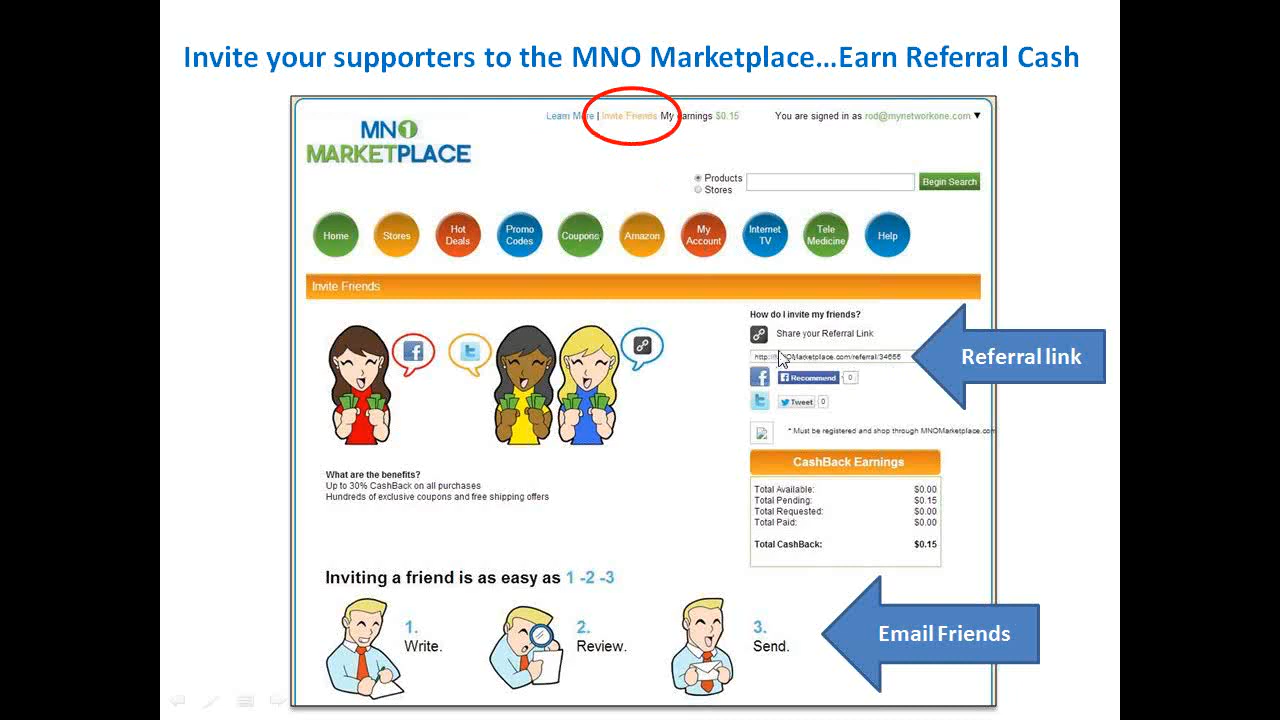 Invite your supporters to the MNO Marketplace...Earn Referral Cash
Learn More | Invite Friends My earnings $0.15 You are signed in as rod@mynetworkone.com ▼
MN1
MARKETPLACE
Products
Stores
Begin Search
Home
Stores
Hot
Deals
Promo
Codes
Coupons
Amazon
My
Account
Internet
TV
Tele
Medicine
Help
Invite Friends
How do I invite my friends?
Share your Referral Link
Marketplace.com/referral/34655
Referral link
Recommend 0
Tweet 0
* Must be registered and shop through MNOMarketplace.com
What are the benefits?
Up to 30% CashBack on all purchases
Hundreds of exclusive coupons and free shipping offers
CashBack Earnings
Total Available: $0.00
Total Pending: $0.15
Total Requested: $0.00
Total Paid: $0.00
Total CashBack: $0.15
Inviting a friend is as easy as 1 -2 -3
1.
Write.
2.
Review.
3.
Send.
Email Friends